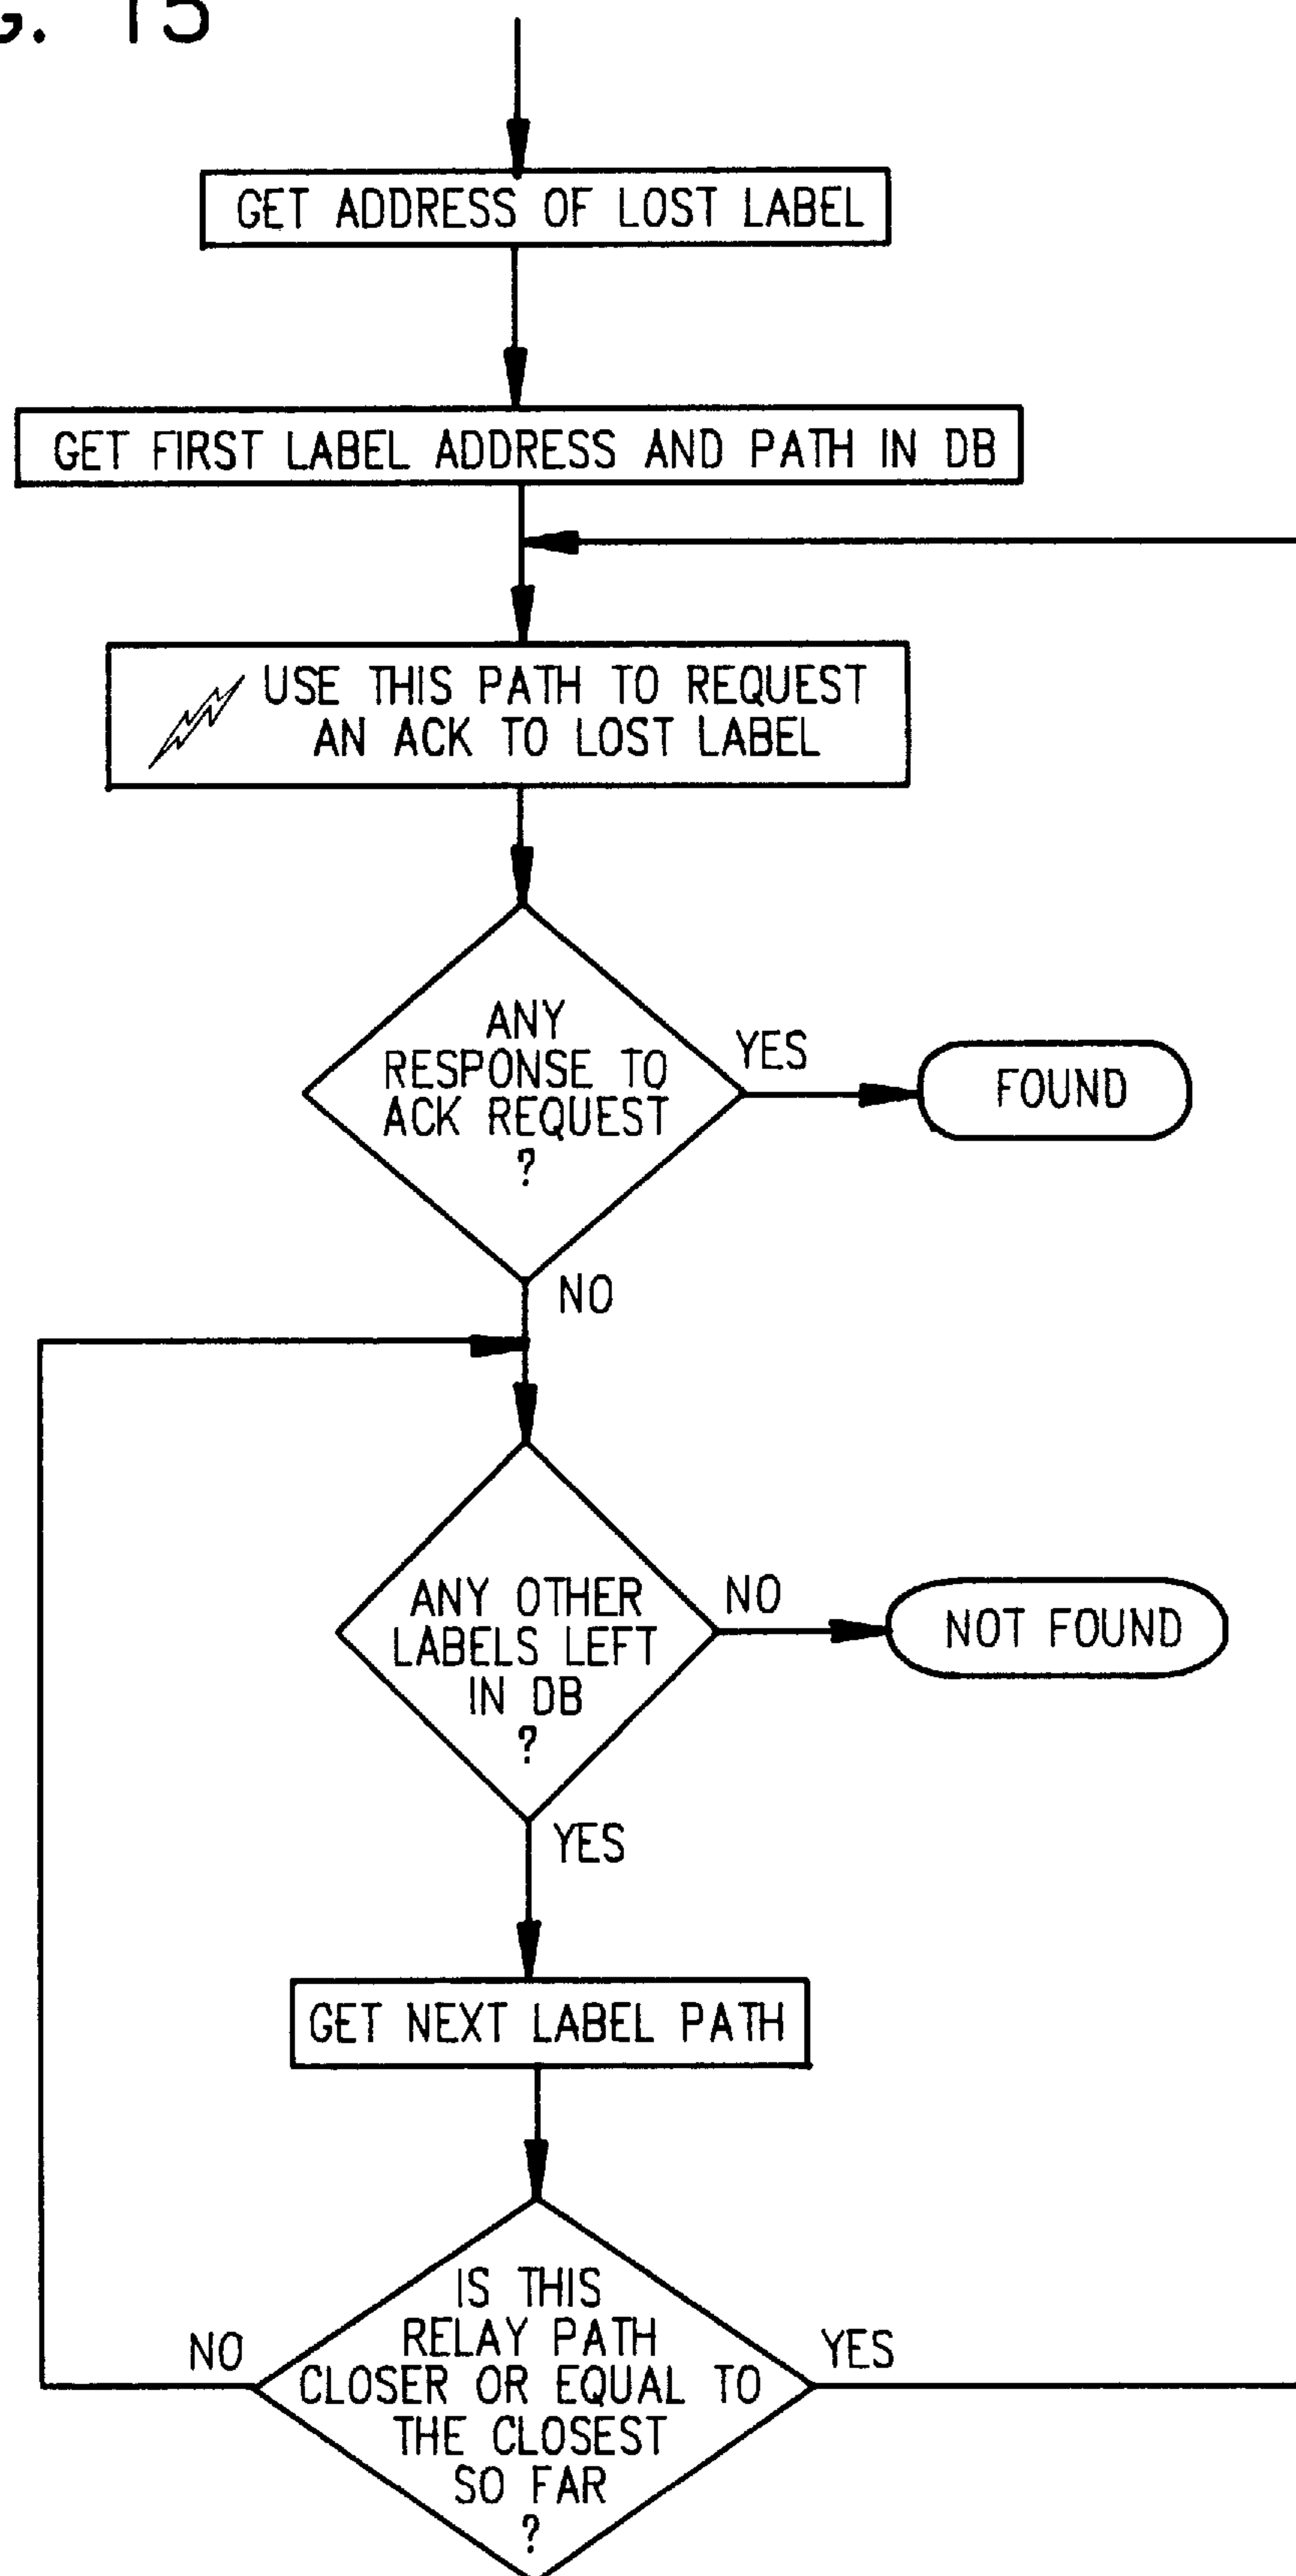 G. 15
GET ADDRESS OF LOST LABEL
GET FIRST LABEL ADDRESS AND PATH IN DB
USE THIS PATH TO REQUEST
AN ACK TO LOST LABEL
ANY
RESPONSE TO
ACK REQUEST
?
YES
FOUND
NO
ANY OTHER
LABELS LEFT
IN DB
?
NO
NOT FOUND
YES
GET NEXT LABEL PATH
IS THIS
RELAY PATH
CLOSER OR EQUAL TO
THE CLOSEST
SO FAR
?
NO
YES